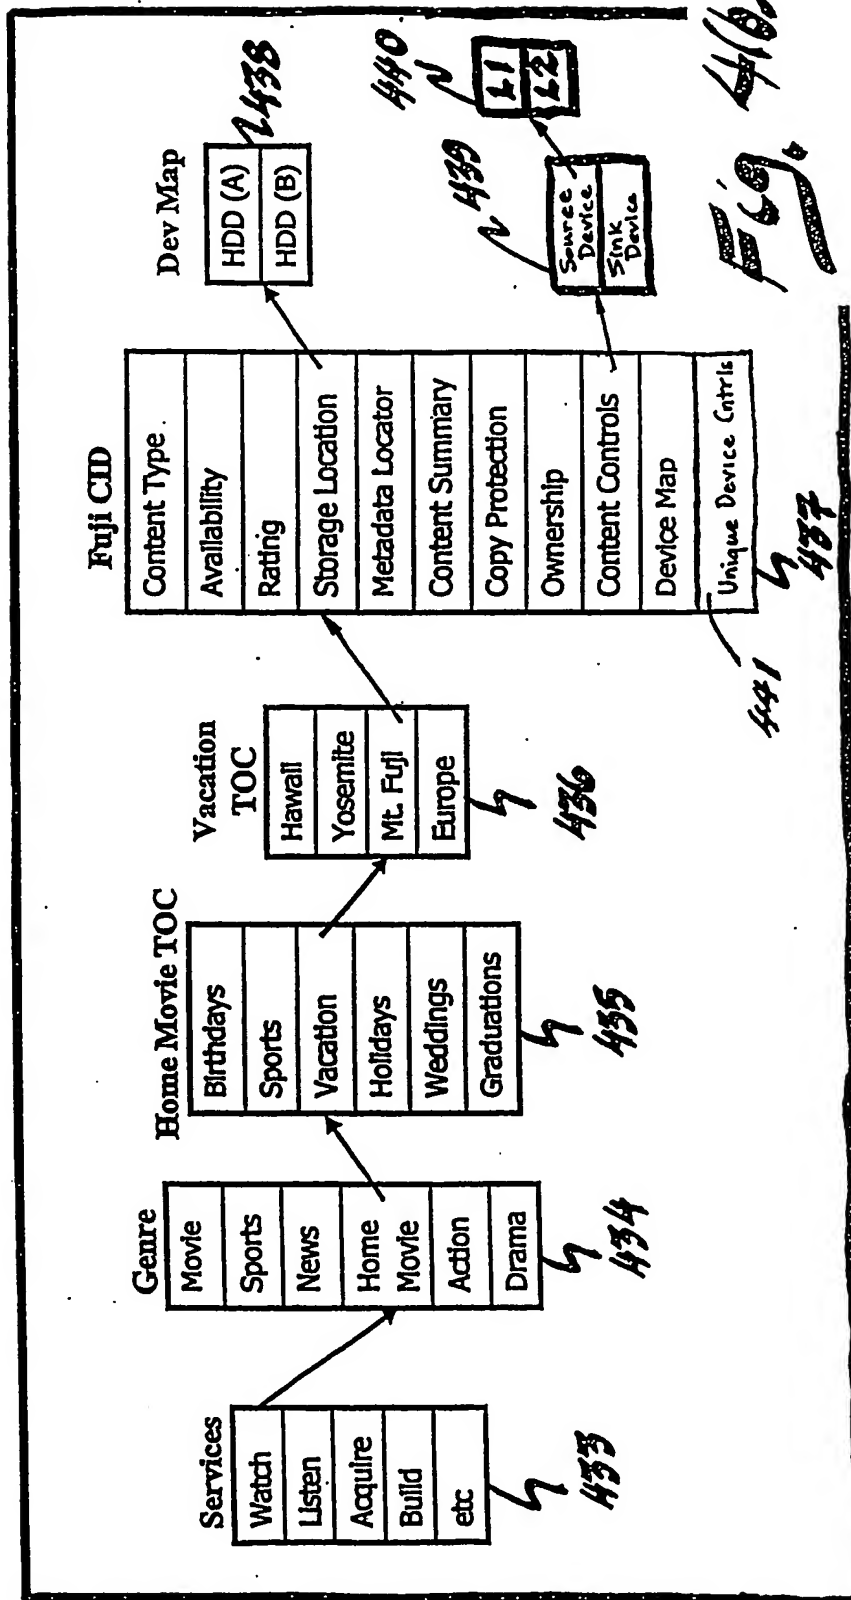 Services
Watch
Listen
Acquire
Build
etc
433
Genre
Movie
Sports
News
Home
Movie
Action
Drama
434
Home Movie TOC
Birthdays
Sports
Vacation
Holidays
Weddings
Graduations
435
Vacation
TOC
Hawaii
Yosemite
Mt. Fuji
Europe
436
Fuji CID
Content Type
Availability
Rating
Storage Location
Metadata Locator
Content Summary
Copy Protection
Ownership
Content Controls
Device Map
Unique Device Cntrls
441
437
Dev Map
HDD (A)
HDD (B)
438
Source
Device
Sink
Device
439
L1
L2
440
Fig.